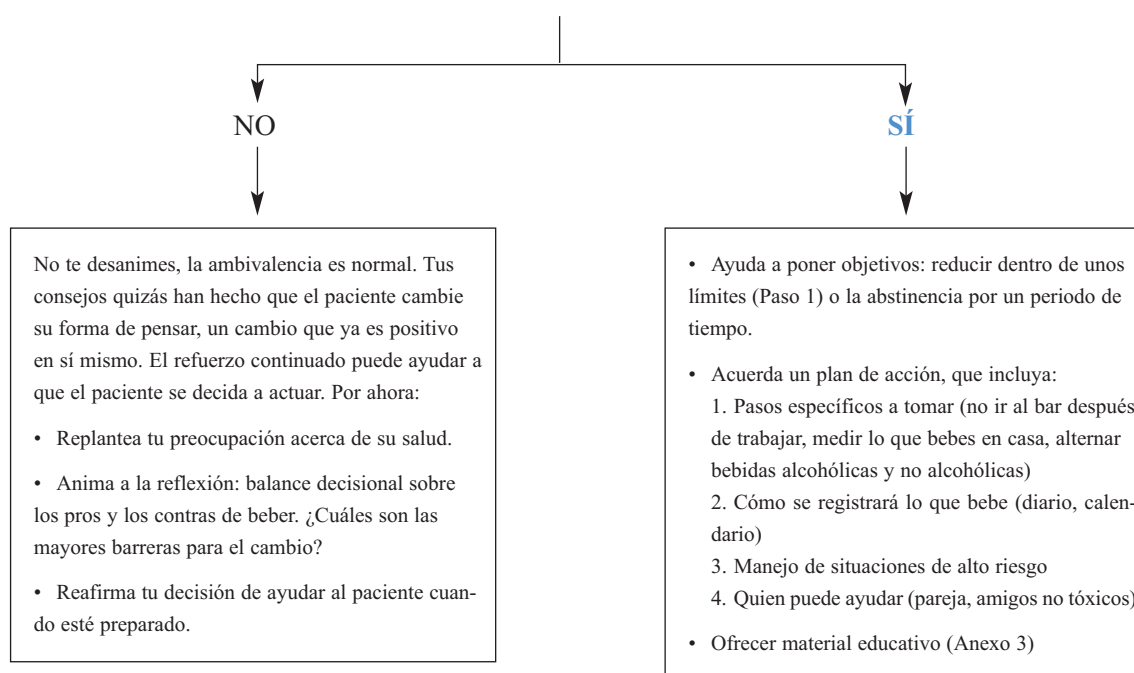 NO
No te desanimes, la ambivalencia es normal. Tus
consejos quizás han hecho que el paciente cambie
su forma de pensar, un cambio que ya es positivo
en sí mismo. El refuerzo continuado puede ayudar a
que el paciente se decida a actuar. Por ahora:
• Replantea tu preocupación acerca de su salud.
• Anima a la reflexión: balance decisional sobre
los pros y los contras de beber. ¿Cuáles son las
mayores barreras para el cambio?
• Reafirma tu decisión de ayudar al paciente cuan-
do esté preparado.
SÍ
• Ayuda a poner objetivos: reducir dentro de unos
límites (Paso 1) o la abstinencia por un periodo de
tiempo.
• Acuerda un plan de acción, que incluya:
1. Pasos específicos a tomar (no ir al bar después
de trabajar, medir lo que bebes en casa, alternar
bebidas alcohólicas y no alcohólicas)
2. Cómo se registrará lo que bebe (diario, calen-
dario)
3. Manejo de situaciones de alto riesgo
4. Quien puede ayudar (pareja, amigos no tóxicos)
• Ofrecer material educativo (Anexo 3)